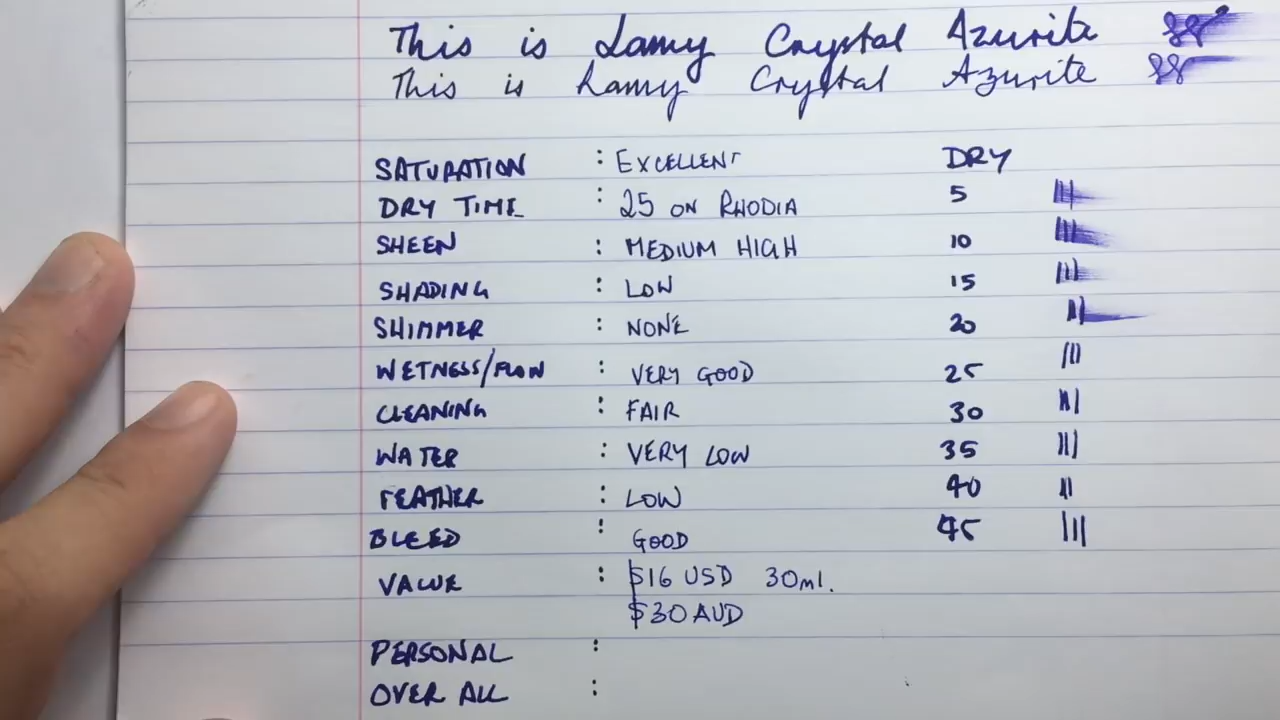 This is Lamy Crystal Azurite
This is Lamy Crystal Azurite
SATURATION : EXCELLENT DRY
DRY TIME : 25 ON RHODIA 5
SHEEN : MEDIUM HIGH 10
SHADING : LOW 15
SHIMMER : NONE 20
WETNESS/FLOW : VERY GOOD 25
CLEANING : FAIR 30
WATER : VERY LOW 35
FEATHER : LOW 40
BLEED : GOOD 45
VALUE : $16 USD 30ml.
$30 AUD
PERSONAL :
OVER ALL :